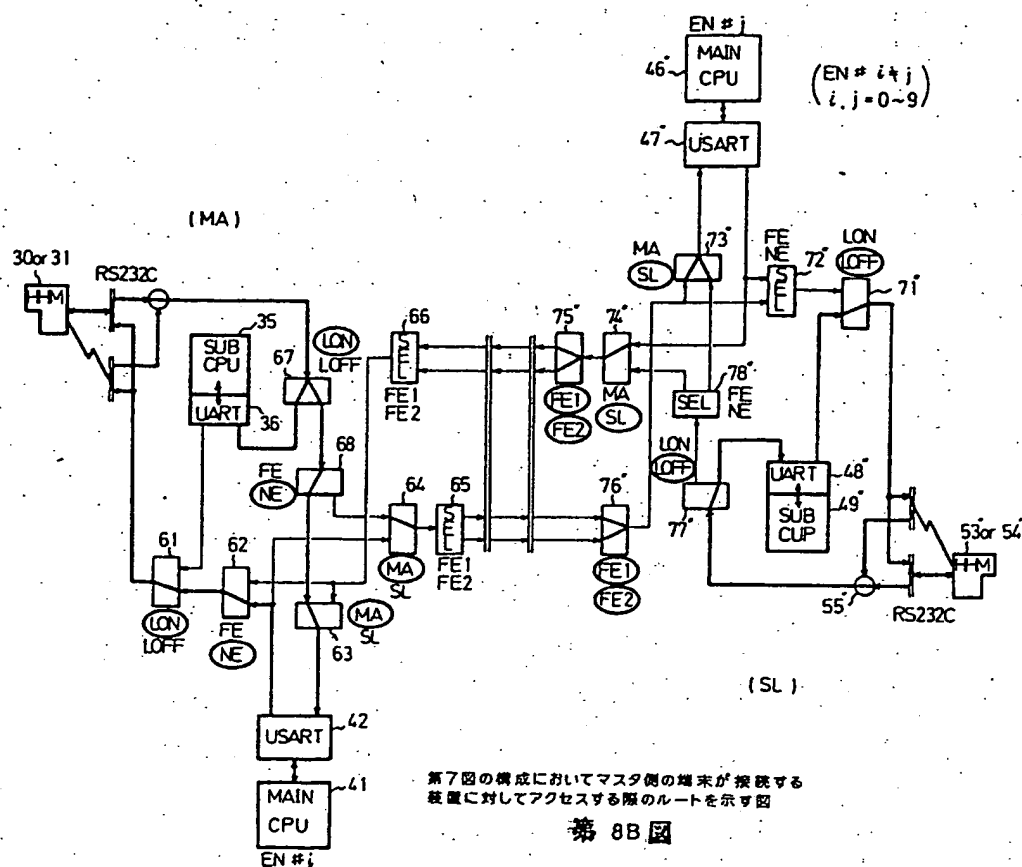 EN # j
MAIN
CPU
46"
(EN # i ≒ j
i, j = 0~9)
47"
USART
(MA)
30 or 31
HHM
RS232C
35
SUB
CPU
UART
36
67
LON
LOFF
68
FE
NE
66
SEL
FE1
FE2
75"
FE1
FE2
74"
MA
SL
MA
SL
73"
FE
NE
72"
SEL
LON
LOFF
71"
78"
SEL
FE
NE
LON
LOFF
77"
UART
48"
SUB
CUP
49"
53" or 54"
HHM
55"
RS232C
64
MA
SL
65
SEL
FE1
FE2
76"
FE1
FE2
61
LON
LOFF
62
FE
NE
63
MA
SL
(SL)
USART
42
MAIN
CPU
41
EN # i
第7図の構成においてマスタ側の端末が接続する
装置に対してアクセスする際のルートを示す図
第 8B 図